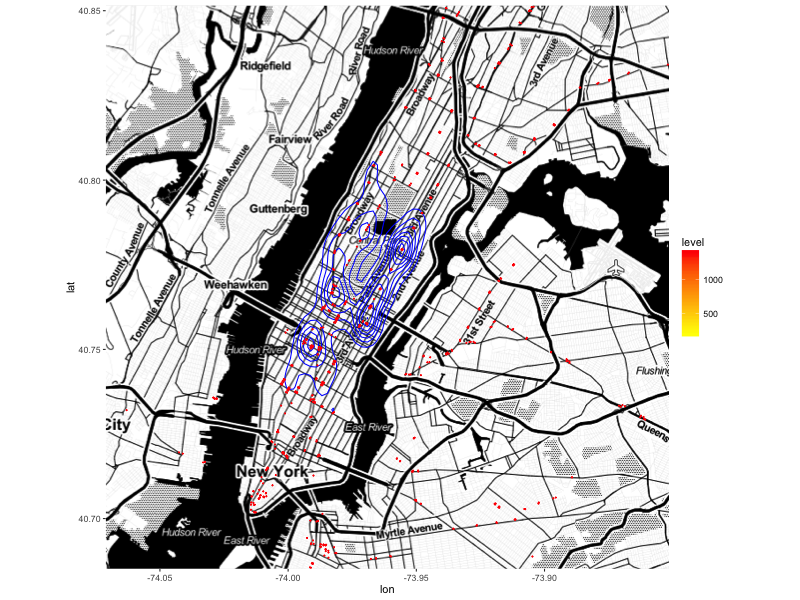 40.85
40.80
40.75
40.70
lat
Hudson River
River Road
Ridgefield
3rd Avenue
Broadway
River Road
Fairview
Tonnelle Avenue
Guttenberg
Broadway
Central
County Avenue
2nd Avenue
Weehawken
Tonnelle Avenue
31st Street
Hudson River
Flushing
City
East River
Queens
Broadway
New York
Myrtle Avenue
Hudson River
East River
-74.05
-74.00
-73.95
-73.90
lon
level
1000
500